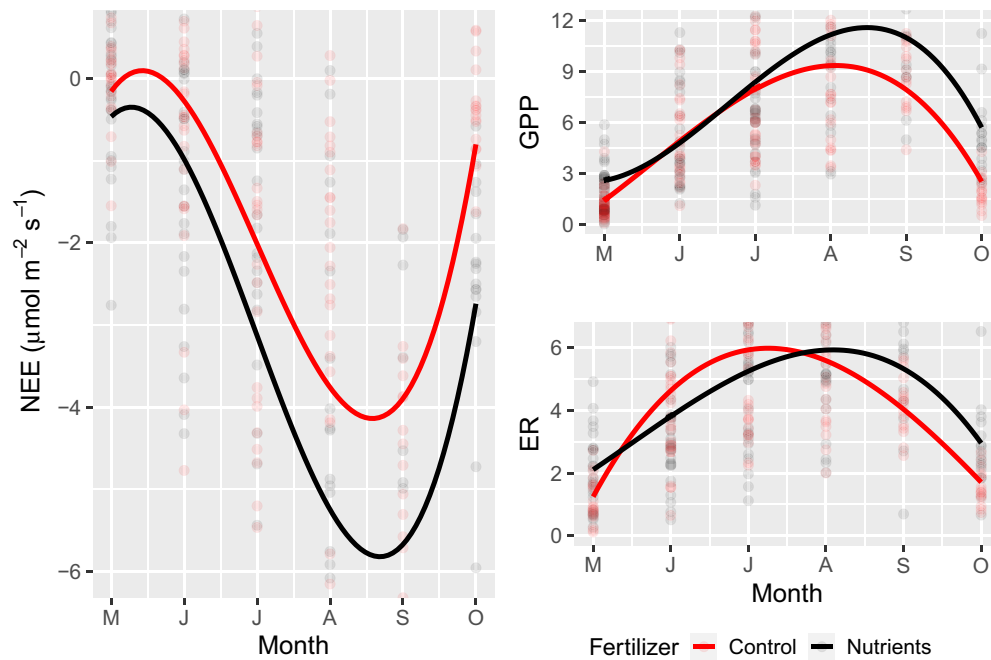 NEE (μmol m⁻² s⁻¹)
0
−2
−4
−6
M J J A S O
Month
GPP
12
9
6
3
0
M J J A S O
ER
6
4
2
0
M J J A S O
Month
Fertilizer Control Nutrients